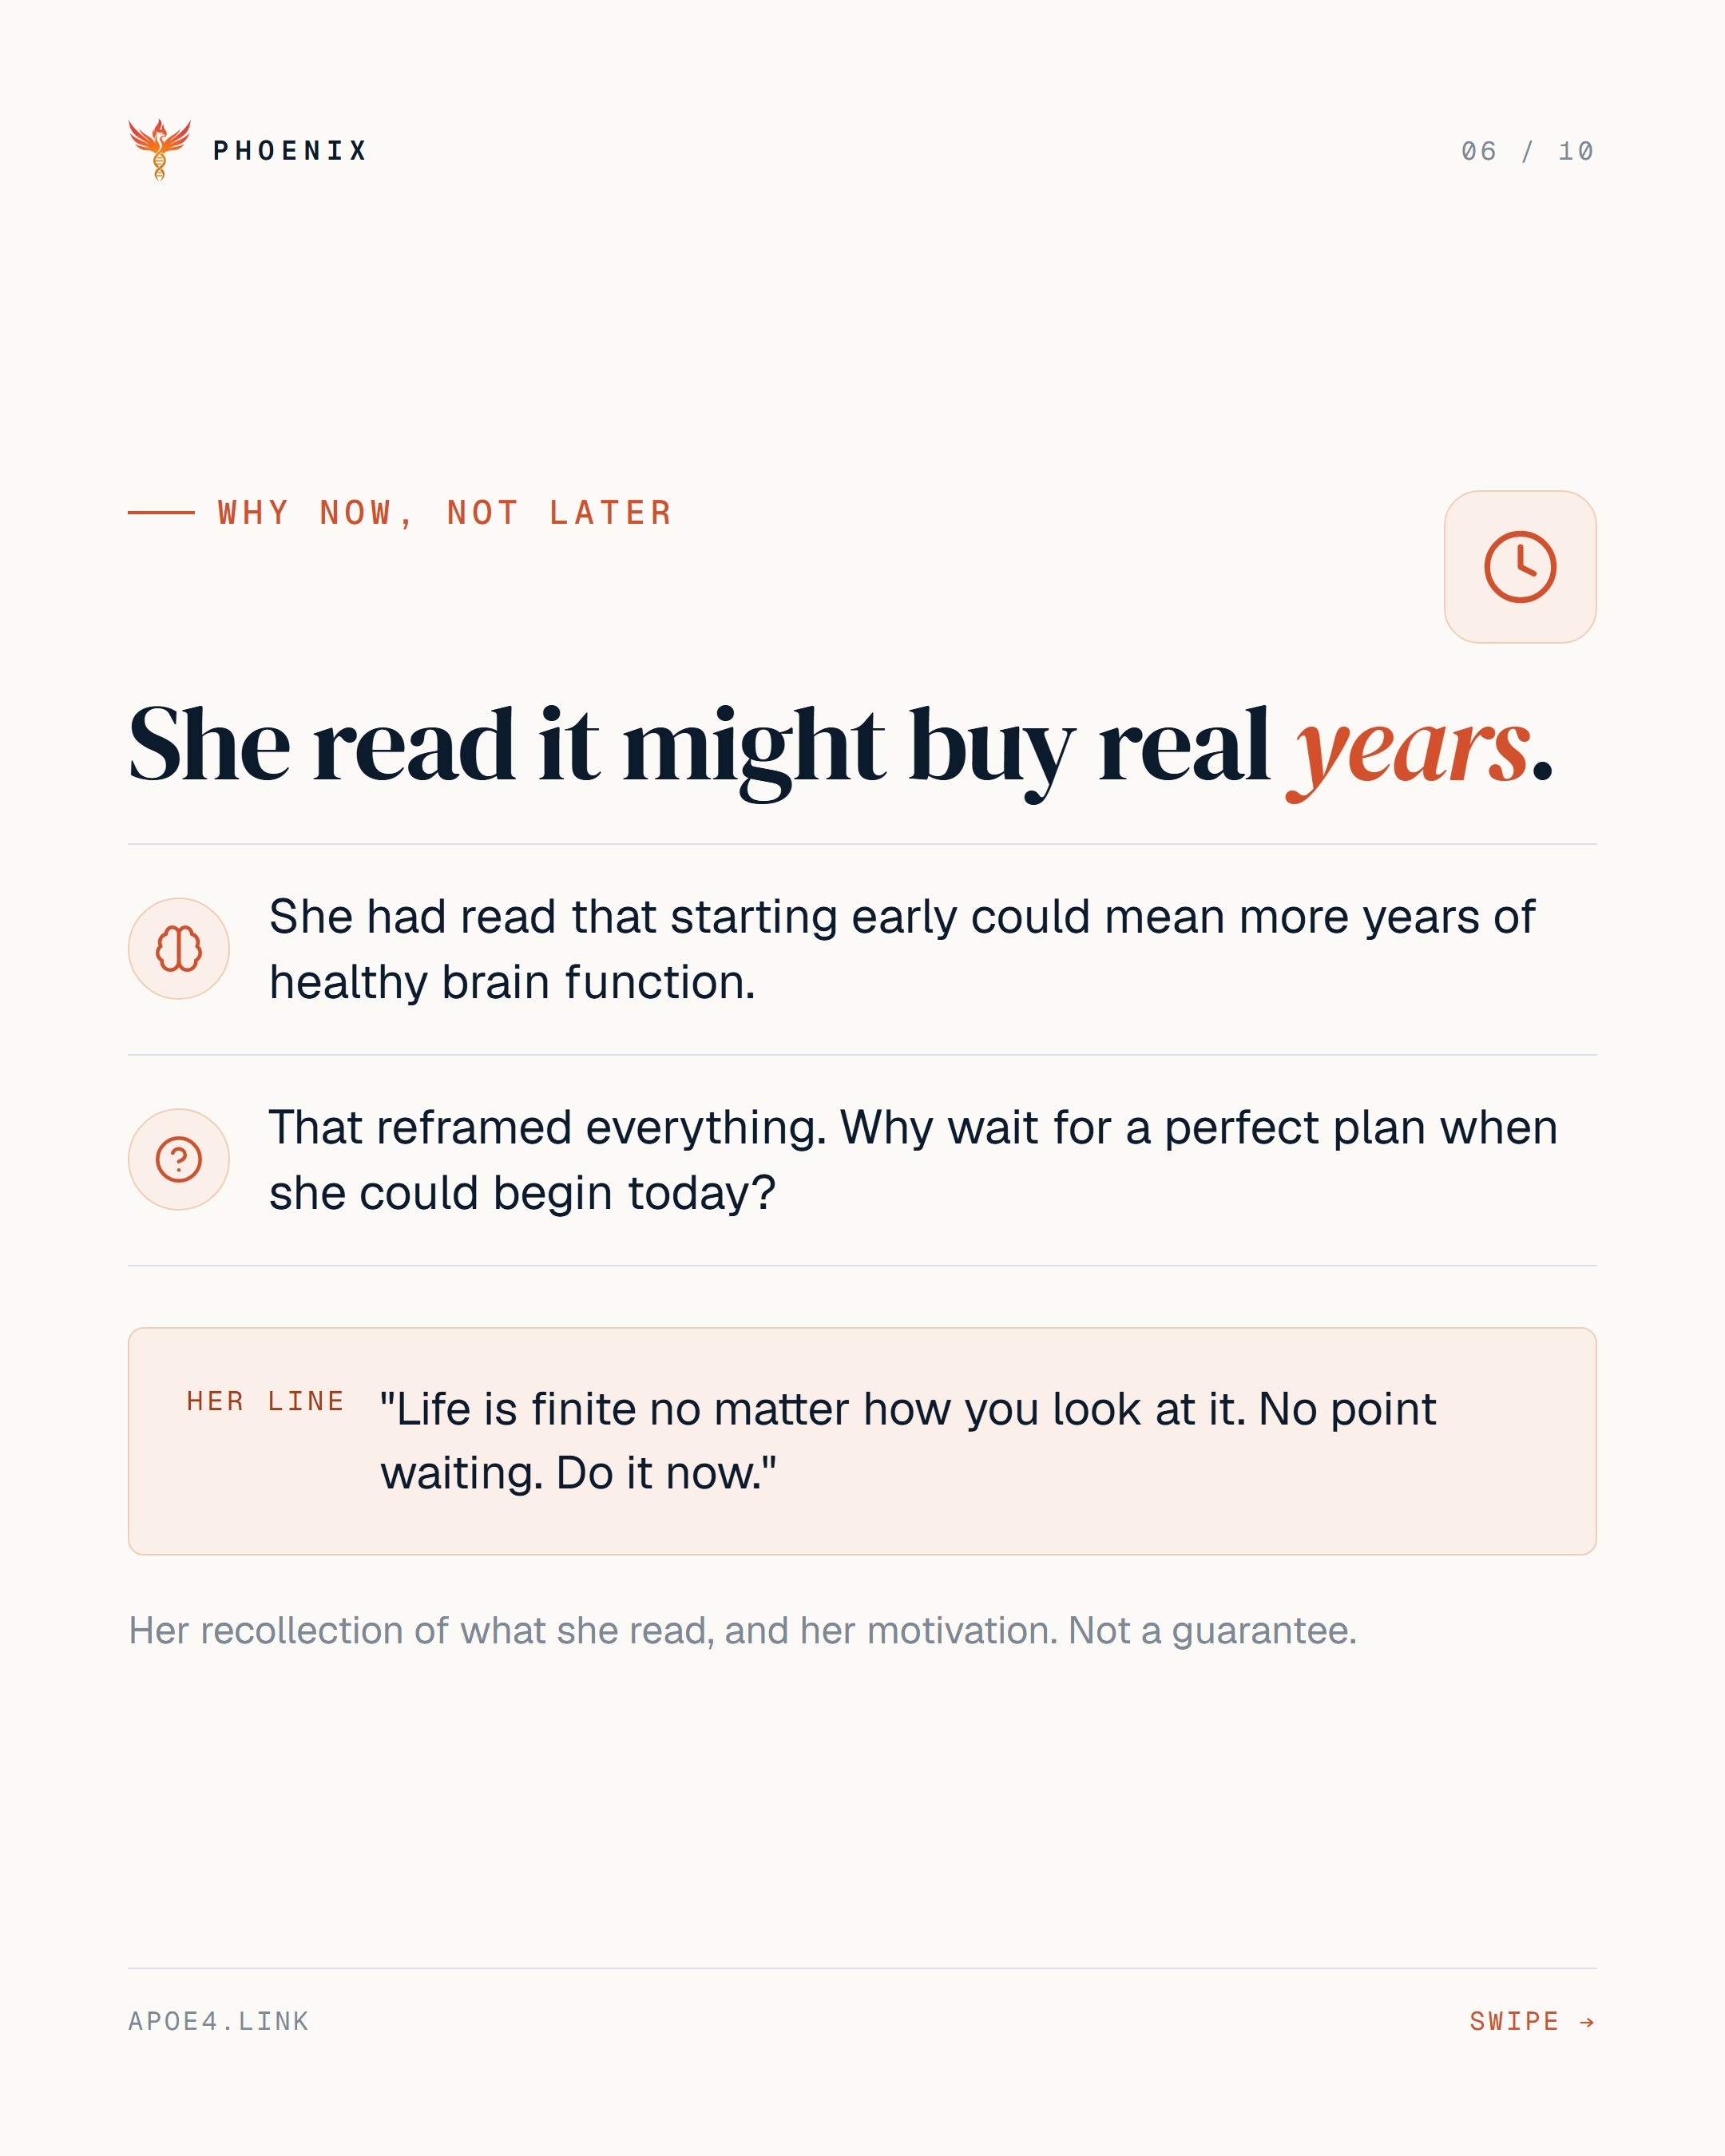 PHOENIX
06 / 10
WHY NOW, NOT LATER
She read it might buy real years.
She had read that starting early could mean more years of
healthy brain function.
That reframed everything. Why wait for a perfect plan when
she could begin today?
HER LINE
"Life is finite no matter how you look at it. No point
waiting. Do it now."
Her recollection of what she read, and her motivation. Not a guarantee.
APOE4.LINK
SWIPE →